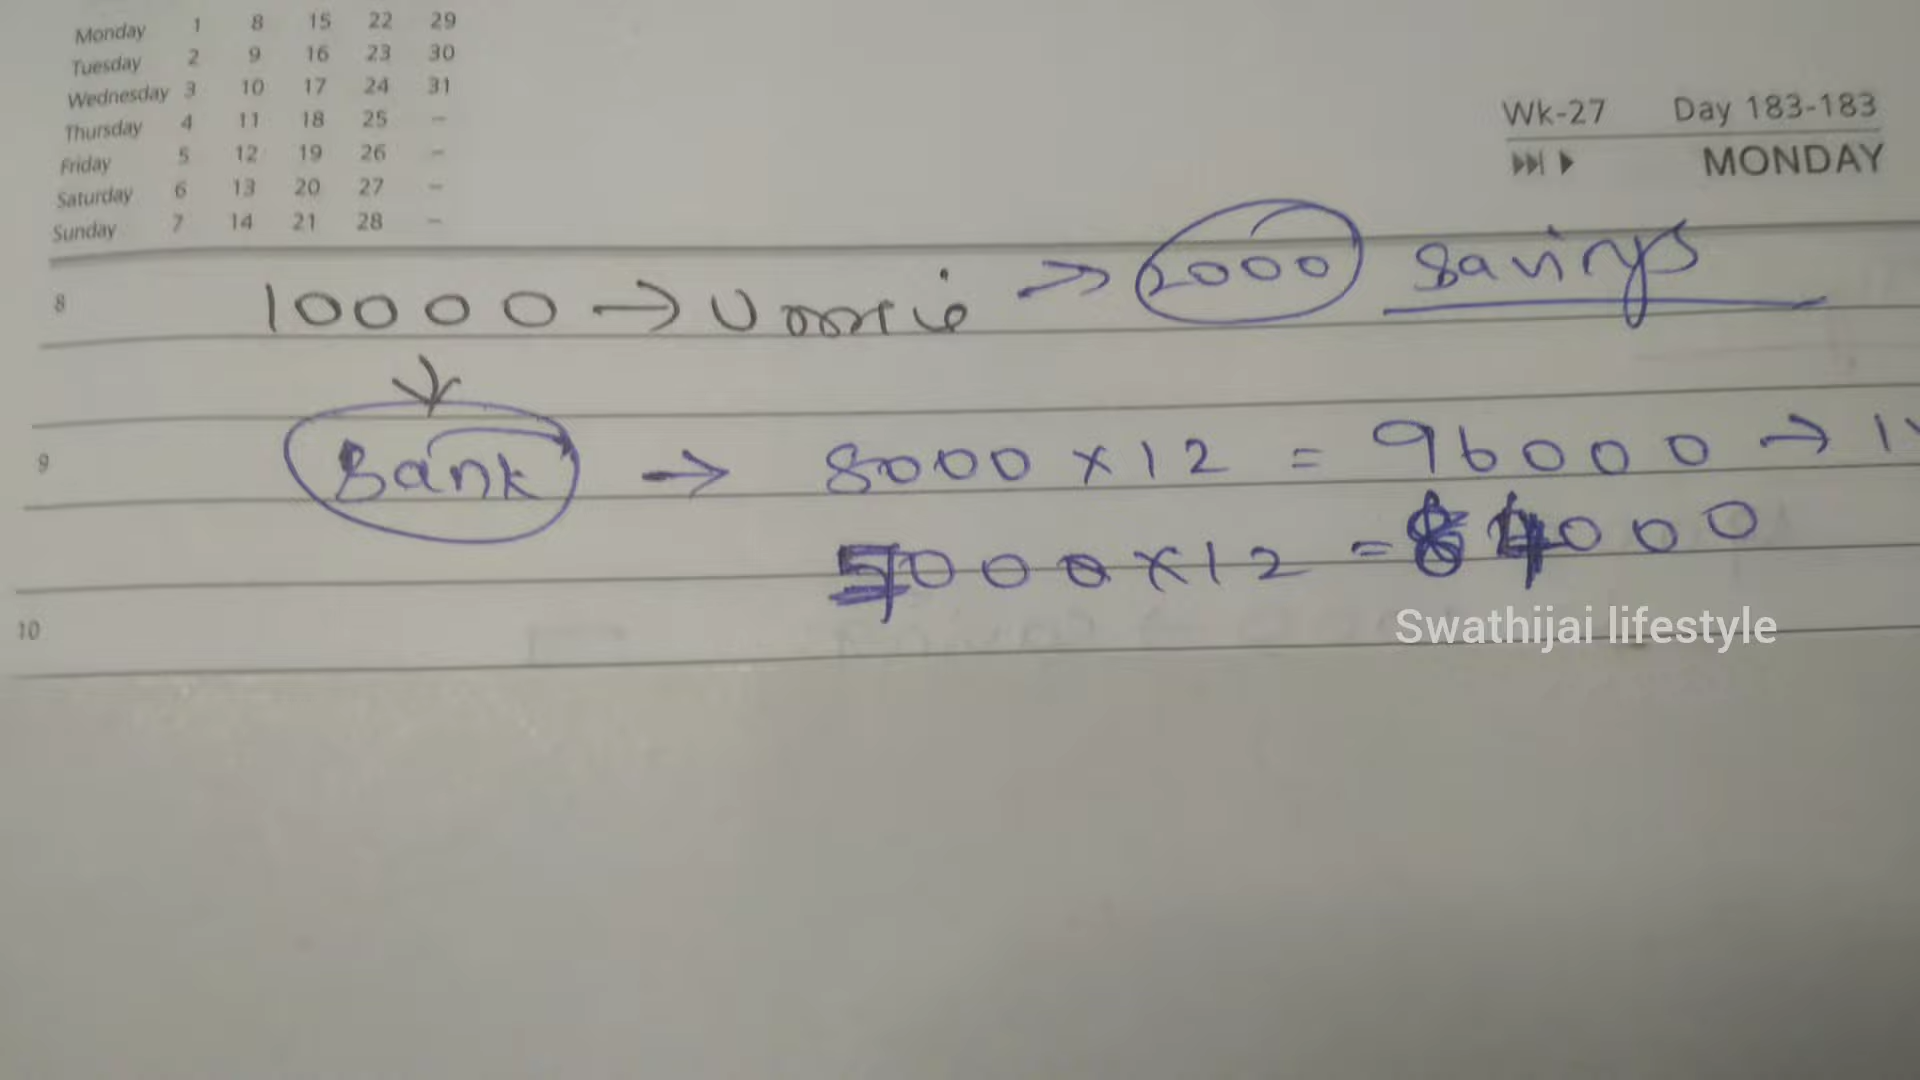 Monday 1 8 15 22 29
Tuesday 2 9 16 23 30
Wednesday 3 10 17 24 31
Thursday 4 11 18 25 -
Friday 5 12 19 26 -
Saturday 6 13 20 27 -
Sunday 7 14 21 28 -
Wk-27 Day 183-183
MONDAY
8 10000 → பணம் → 2000 savings
9 Bank → 8000 x 12 = 96000 →
7000 x 12 = 84000
10
Swathijai lifestyle